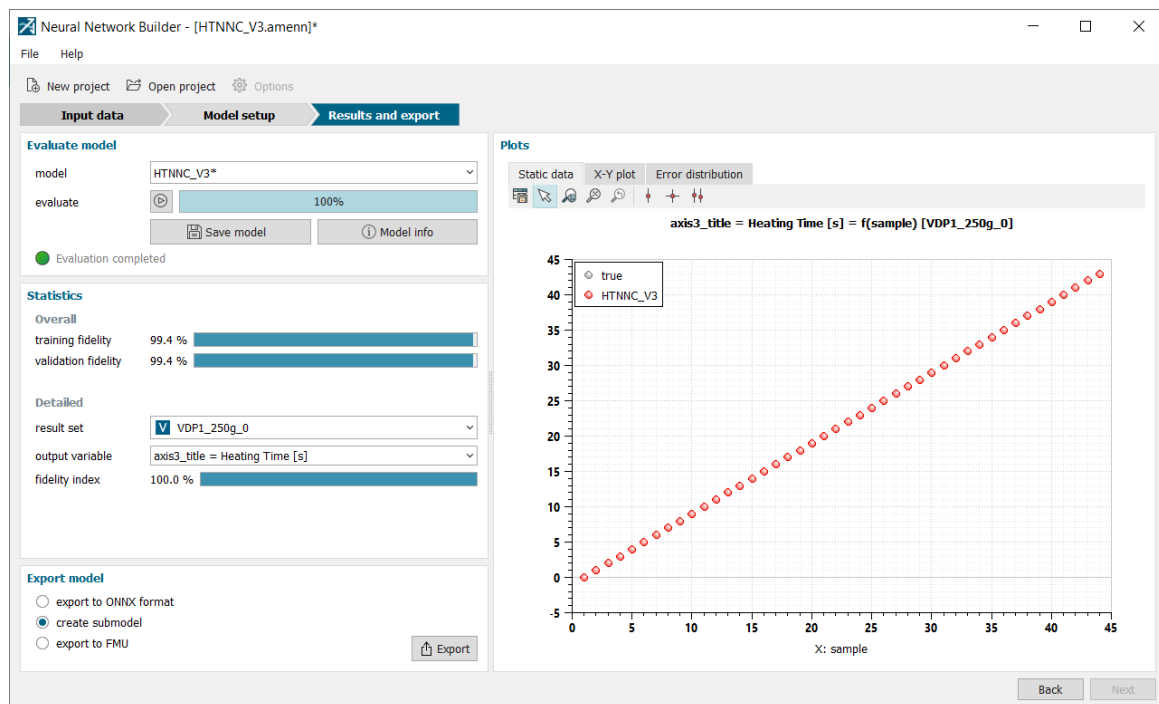 Neural Network Builder - [HTNNC_V3.amenn]*
File Help
New project Open project Options
Input data Model setup Results and export
Evaluate model
model HTNNC_V3*
evaluate 100%
Save model Model info
Evaluation completed
Statistics
Overall
training fidelity 99.4 %
validation fidelity 99.4 %
Detailed
result set V VDP1_250g_0
output variable axis3_title = Heating Time [s]
fidelity index 100.0 %
Export model
export to ONNX format
create submodel
export to FMU
Export
Plots
Static data X-Y plot Error distribution
axis3_title = Heating Time [s] = f(sample) [VDP1_250g_0]
true
HTNNC_V3
45
40
35
30
25
20
15
10
5
0
-5
0 5 10 15 20 25 30 35 40 45
X: sample
Back Next